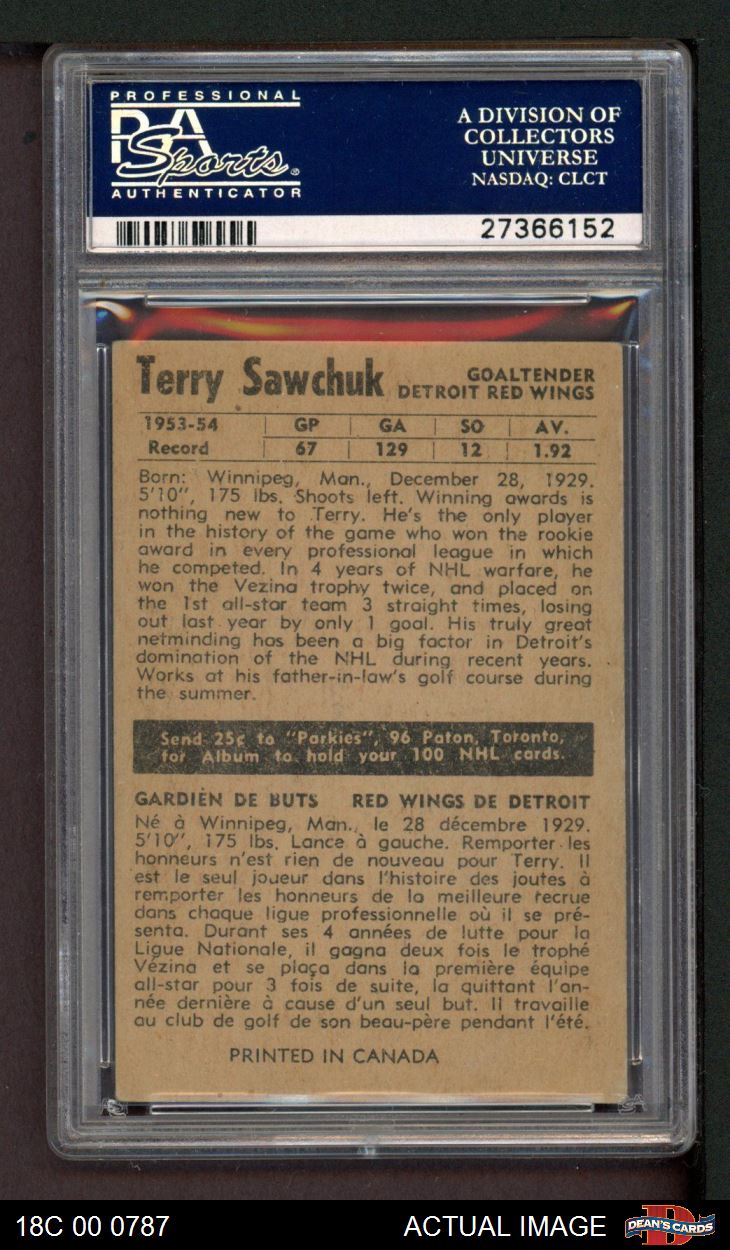 PROFESSIONAL
PSA
Sports®
AUTHENTICATOR
A DIVISION OF
COLLECTORS
UNIVERSE
NASDAQ: CLCT
27366152
Terry Sawchuk
GOALTENDER
DETROIT RED WINGS
1953-54 | GP | GA | SO | AV.
Record | 67 | 129 | 12 | 1.92
Born: Winnipeg, Man., December 28, 1929.
5'10", 175 lbs. Shoots left. Winning awards is
nothing new to Terry. He's the only player
in the history of the game who won the rookie
award in every professional league in which
he competed. In 4 years of NHL warfare, he
won the Vezina trophy twice, and placed on
the 1st all-star team 3 straight times, losing
out last year by only 1 goal. His truly great
netminding has been a big factor in Detroit's
domination of the NHL during recent years.
Works at his father-in-law's golf course during
the summer.
Send 25c to "Parkies", 96 Paton, Toronto,
for Album to hold your 100 NHL cards.
GARDIEN DE BUTS RED WINGS DE DETROIT
Né à Winnipeg, Man., le 28 décembre 1929.
5'10", 175 lbs. Lance à gauche. Remporter les
honneurs n'est rien de nouveau pour Terry. Il
est le seul joueur dans l'histoire des joutes à
remporter les honneurs de la meilleure recrue
dans chaque ligue professionnelle où il se pré-
senta. Durant ses 4 années de lutte pour la
Ligue Nationale, il gagna deux fois le trophé
Vézina et se plaça dans la première équipe
all-star pour 3 fois de suite, la quittant l'an-
née dernière à cause d'un seul but. Il travaille
au club de golf de son beau-père pendant l'été.
PRINTED IN CANADA
18C 00 0787
ACTUAL IMAGE
DEAN'S CARDS